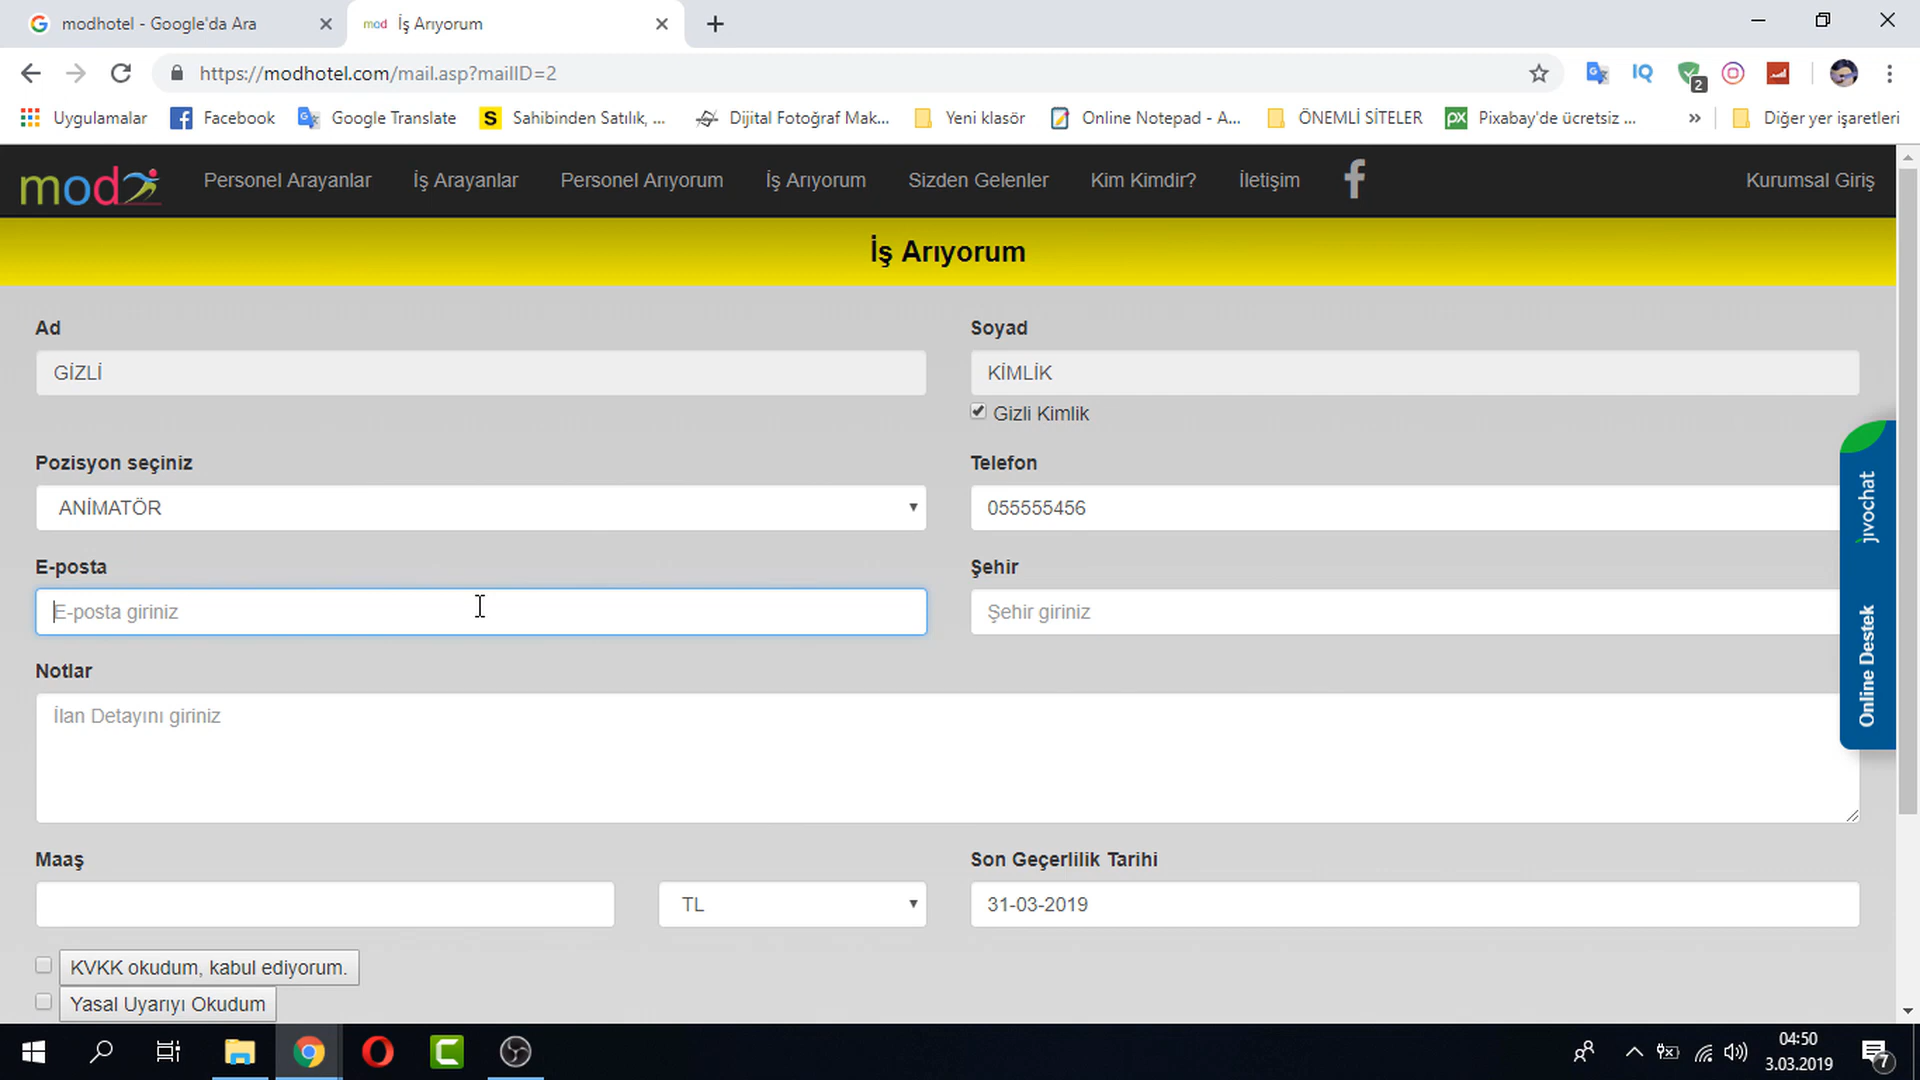 modhotel - Google'da Ara
mod İş Arıyorum
https://modhotel.com/mail.asp?mailID=2
IQ
2
Uygulamalar
Facebook
Google Translate
S Sahibinden Satılık, ...
Dijital Fotoğraf Mak...
Yeni klasör
Online Notepad - A...
ÖNEMLİ SİTELER
px Pixabay'de ücretsiz ...
»
Diğer yer işaretleri
mod
Personel Arayanlar
İş Arayanlar
Personel Arıyorum
İş Arıyorum
Sizden Gelenler
Kim Kimdir?
İletişim
Kurumsal Giriş
İş Arıyorum
Ad
Soyad
GİZLİ
KİMLİK
Gizli Kimlik
Pozisyon seçiniz
Telefon
ANİMATÖR
055555456
E-posta
Şehir
E-posta giriniz
Şehir giriniz
Notlar
İlan Detayını giriniz
jivochat
Online Destek
Maaş
Son Geçerlilik Tarihi
TL
31-03-2019
KVKK okudum, kabul ediyorum.
Yasal Uyarıyı Okudum
04:50
3.03.2019
7